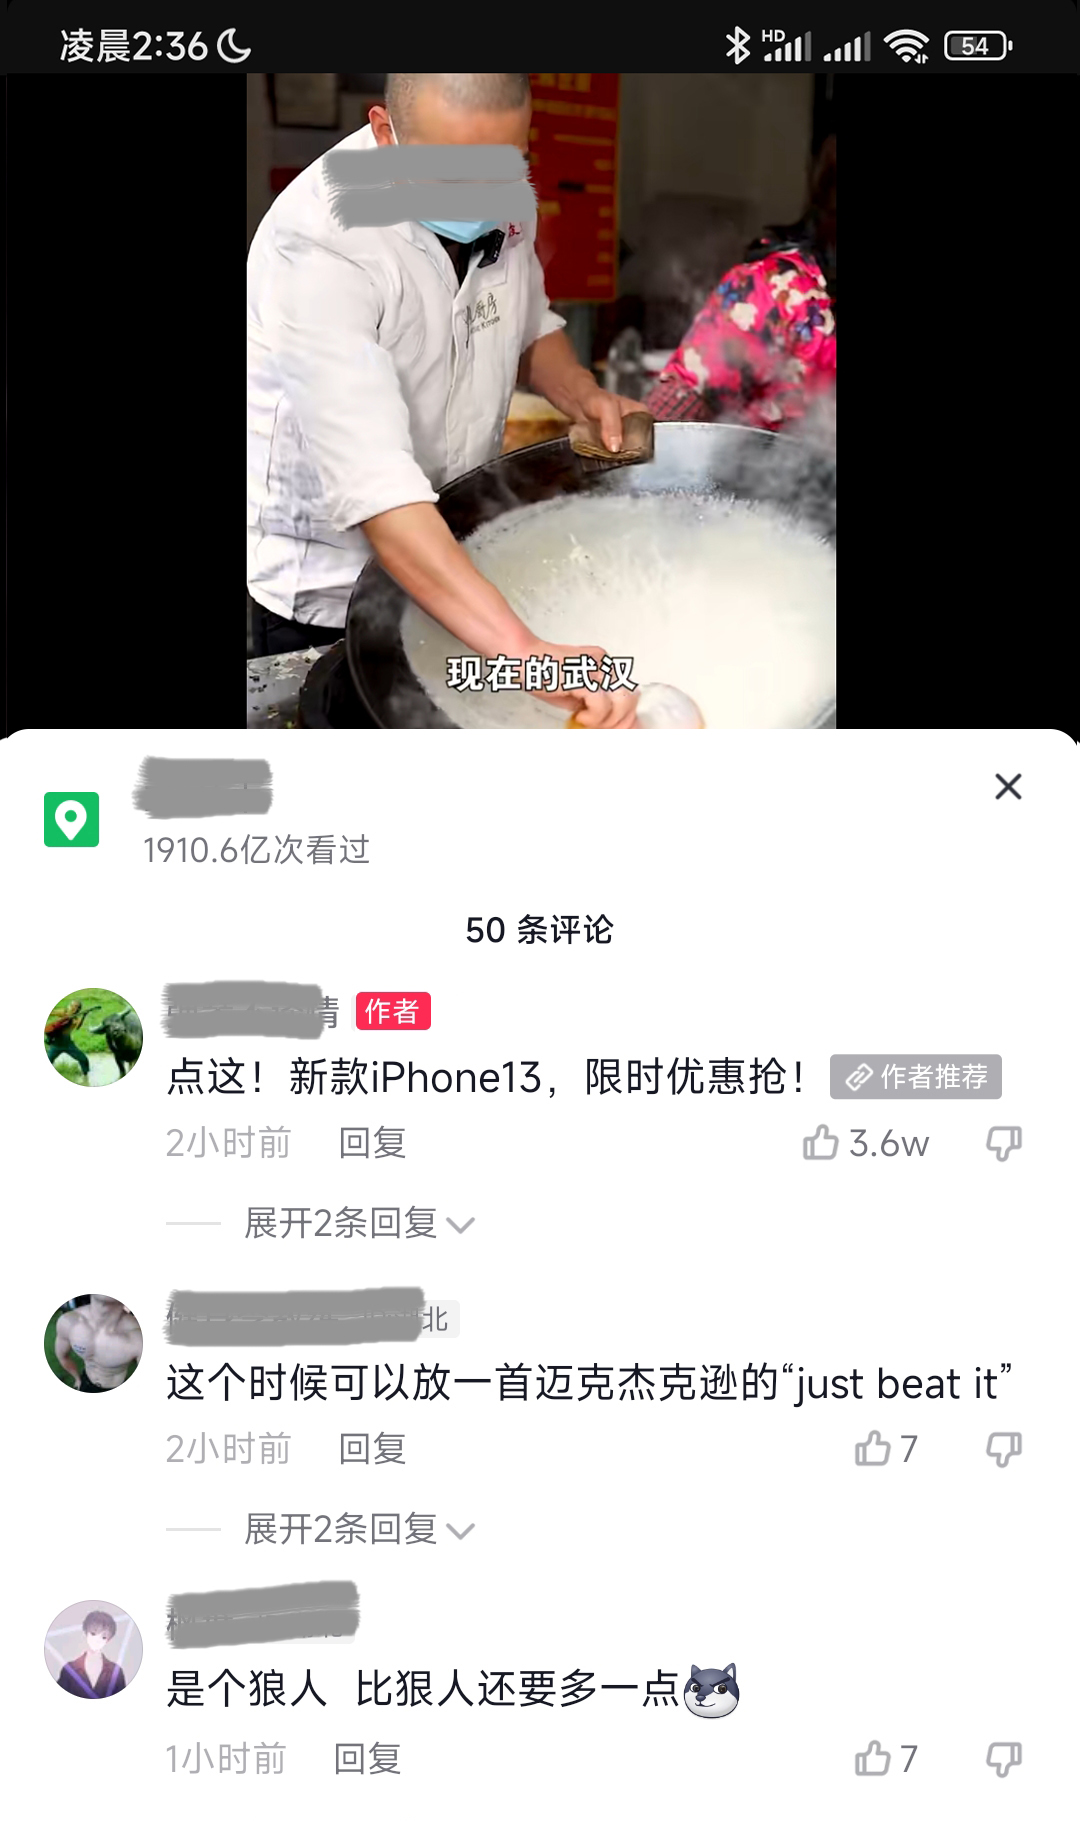 凌晨2:36
HD
54
现在的武汉
1910.6亿次看过
50 条评论
作者
点这！新款iPhone13，限时优惠抢！ 作者推荐
2小时前 回复 3.6w
展开2条回复
北
这个时候可以放一首迈克杰克逊的“just beat it”
2小时前 回复 7
展开2条回复
是个狼人 比狠人还要多一点
1小时前 回复 7